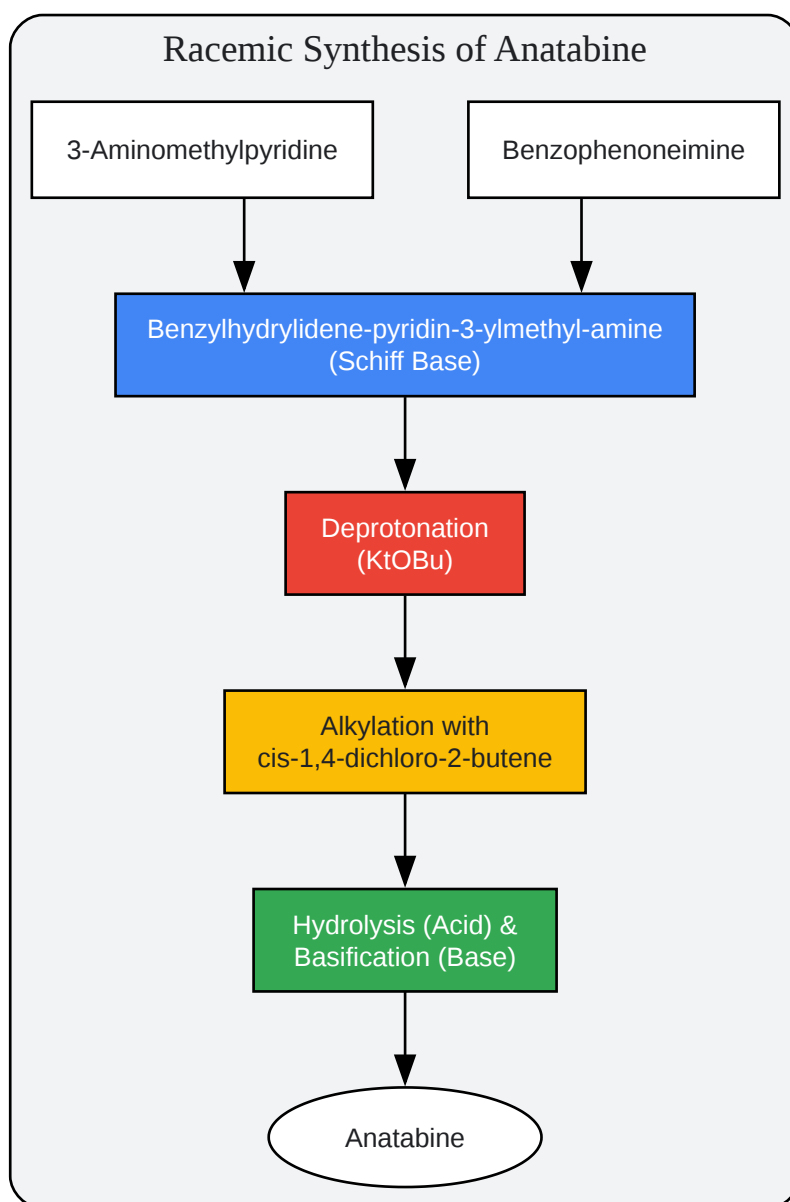 Racemic Synthesis of Anatabine
3-Aminomethylpyridine
Benzophenoneimine
Benzylhydrylidene-pyridin-3-ylmethyl-amine
(Schiff Base)
Deprotonation
(KtOBu)
Alkylation with
cis-1,4-dichloro-2-butene
Hydrolysis (Acid) &
Basification (Base)
Anatabine